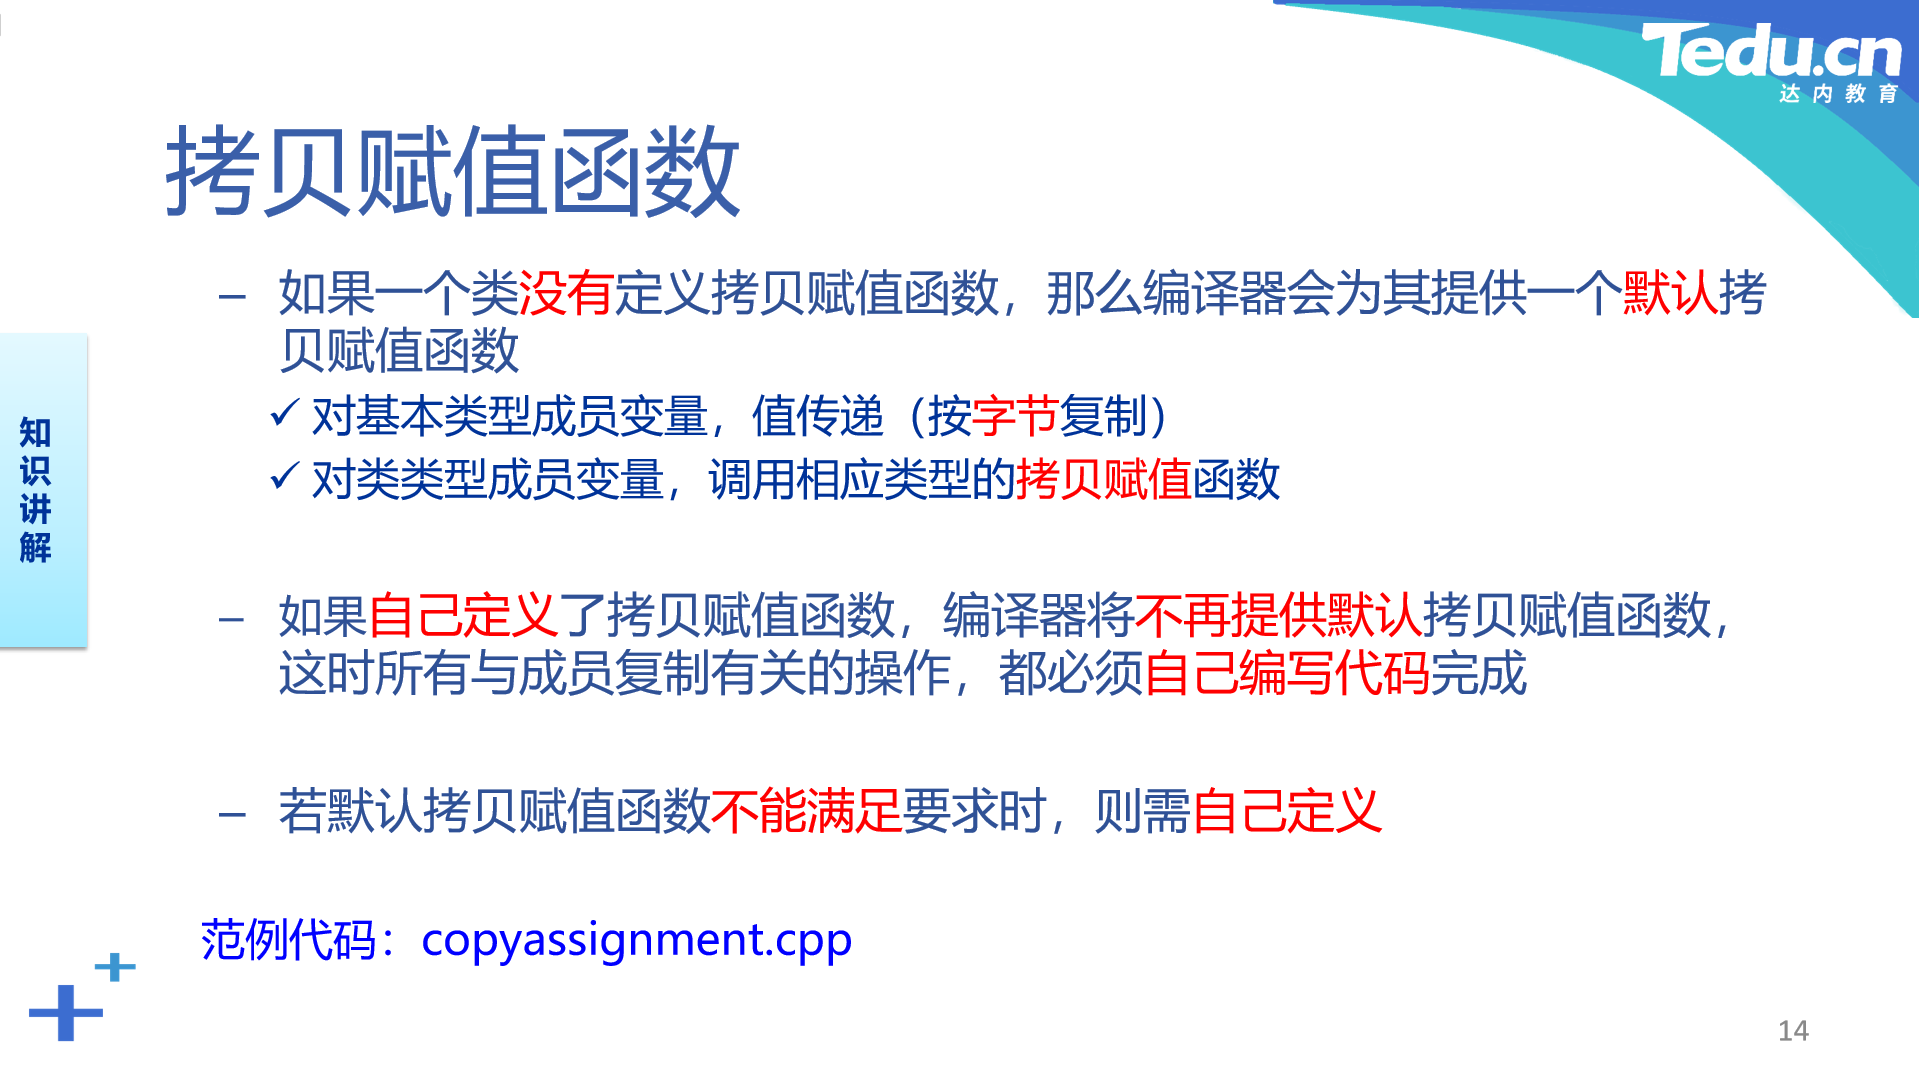 Tedu.cn
达内教育
拷贝赋值函数
– 如果一个类没有定义拷贝赋值函数，那么编译器会为其提供一个默认拷
贝赋值函数
✓ 对基本类型成员变量，值传递（按字节复制）
✓ 对类类型成员变量，调用相应类型的拷贝赋值函数
知
识
讲
解
– 如果自己定义了拷贝赋值函数，编译器将不再提供默认拷贝赋值函数，
这时所有与成员复制有关的操作，都必须自己编写代码完成
– 若默认拷贝赋值函数不能满足要求时，则需自己定义
范例代码：copyassignment.cpp
14